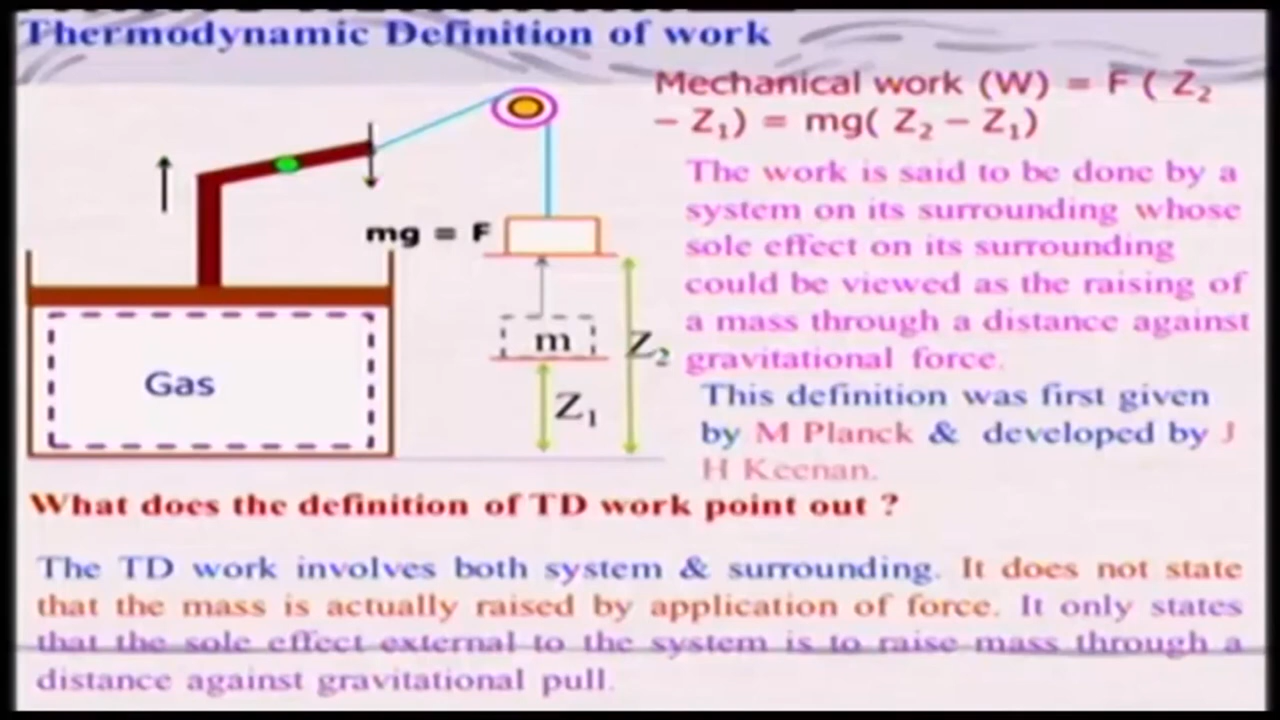 Thermodynamic Definition of work
Mechanical work (W) = F ( Z₂
− Z₁) = mg( Z₂ − Z₁)
The work is said to be done by a
system on its surrounding whose
sole effect on its surrounding
could be viewed as the raising of
a mass through a distance against
gravitational force.
This definition was first given
by M Planck & developed by J
H Keenan.
mg = F
m
Z₂
Z₁
Gas
What does the definition of TD work point out ?
The TD work involves both system & surrounding. It does not state
that the mass is actually raised by application of force. It only states
that the sole effect external to the system is to raise mass through a
distance against gravitational pull.